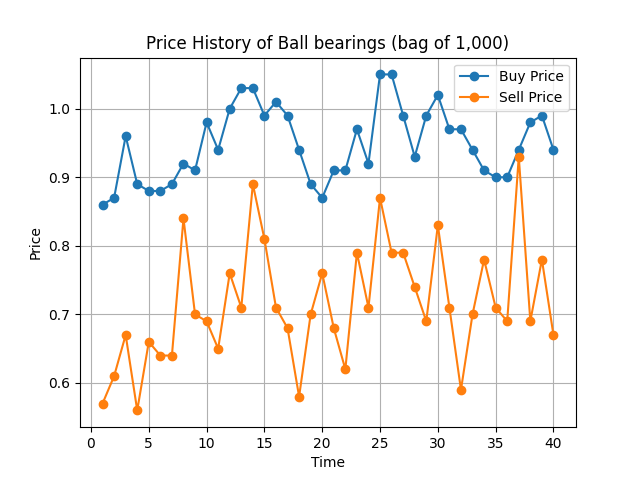 Price History of Ball bearings (bag of 1,000)
Buy Price
Sell Price
Price
1.0
0.9
0.8
0.7
0.6
0 5 10 15 20 25 30 35 40
Time